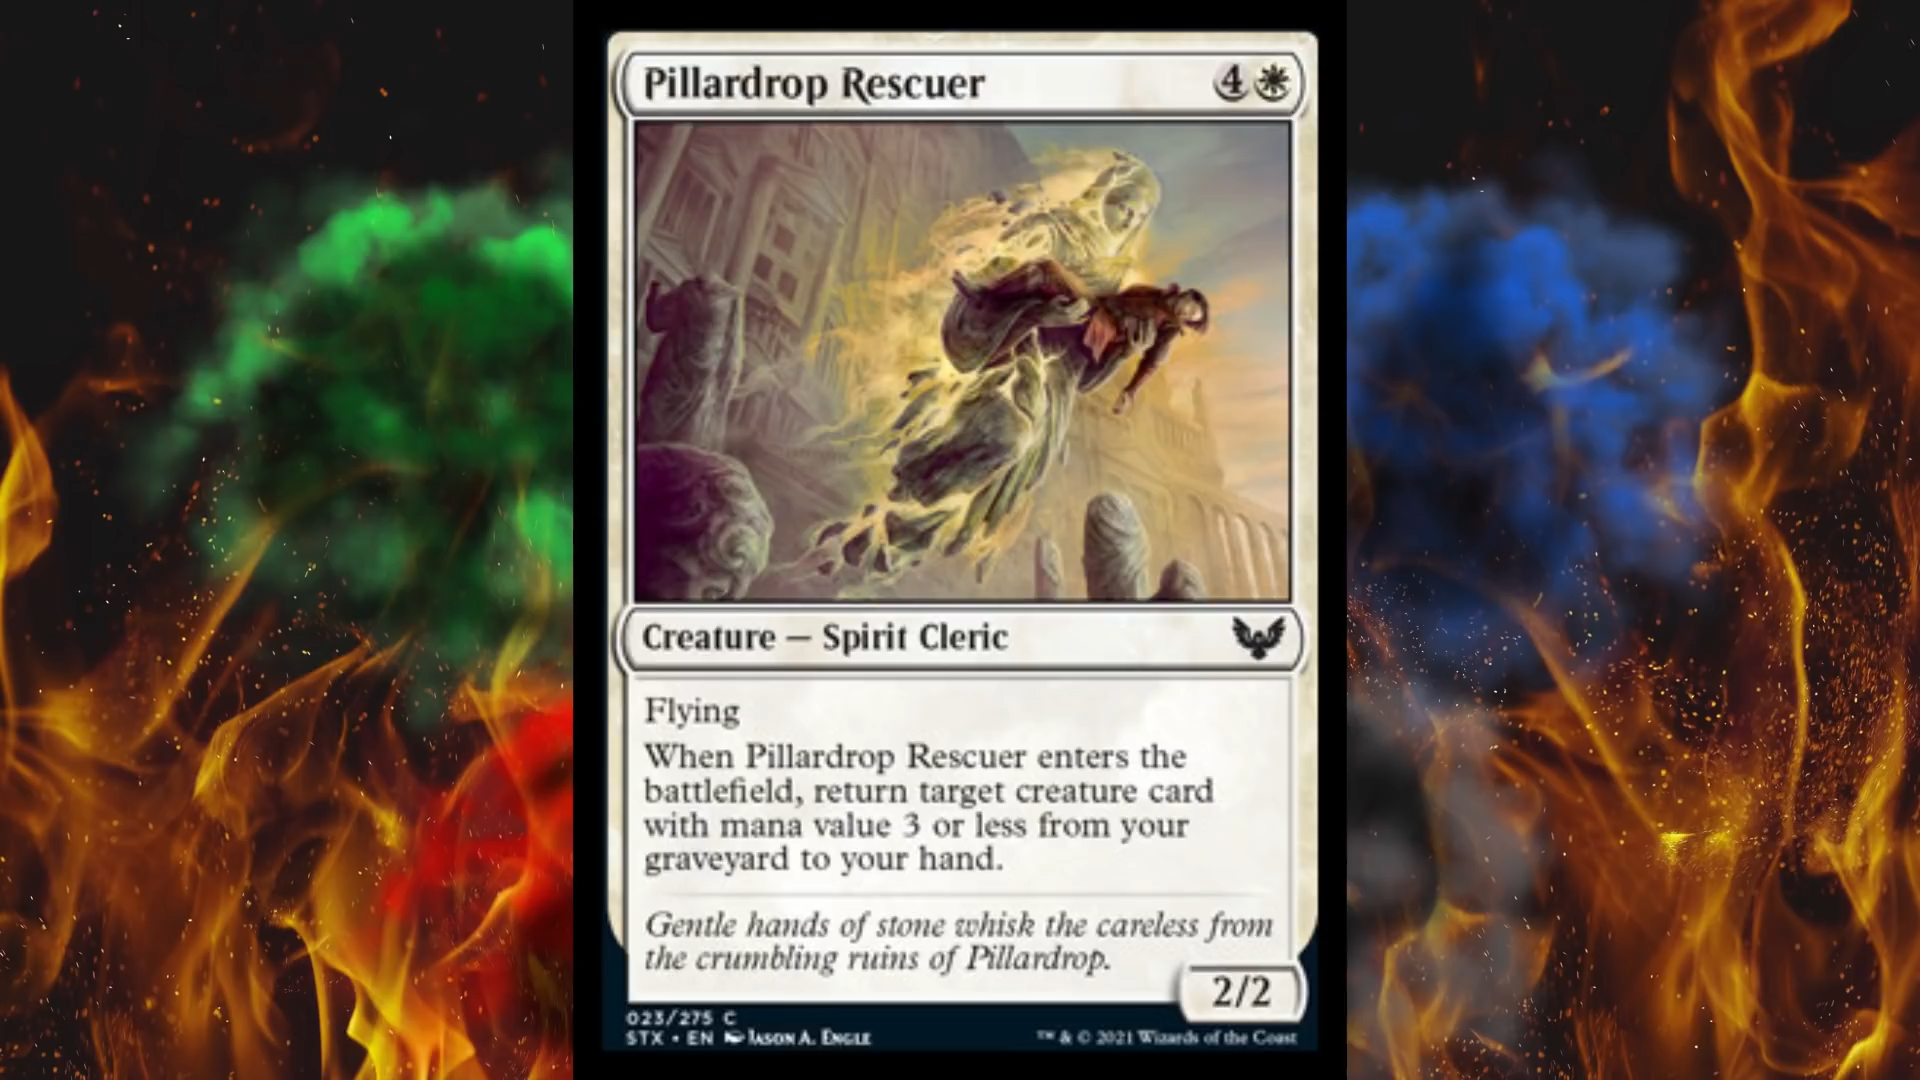 Pillardrop Rescuer 4
Creature — Spirit Cleric
Flying
When Pillardrop Rescuer enters the
battlefield, return target creature card
with mana value 3 or less from your
graveyard to your hand.
Gentle hands of stone whisk the careless from
the crumbling ruins of Pillardrop.
2/2
023/275 C
STX • EN Jason A. Engle
™ & © 2021 Wizards of the Coast